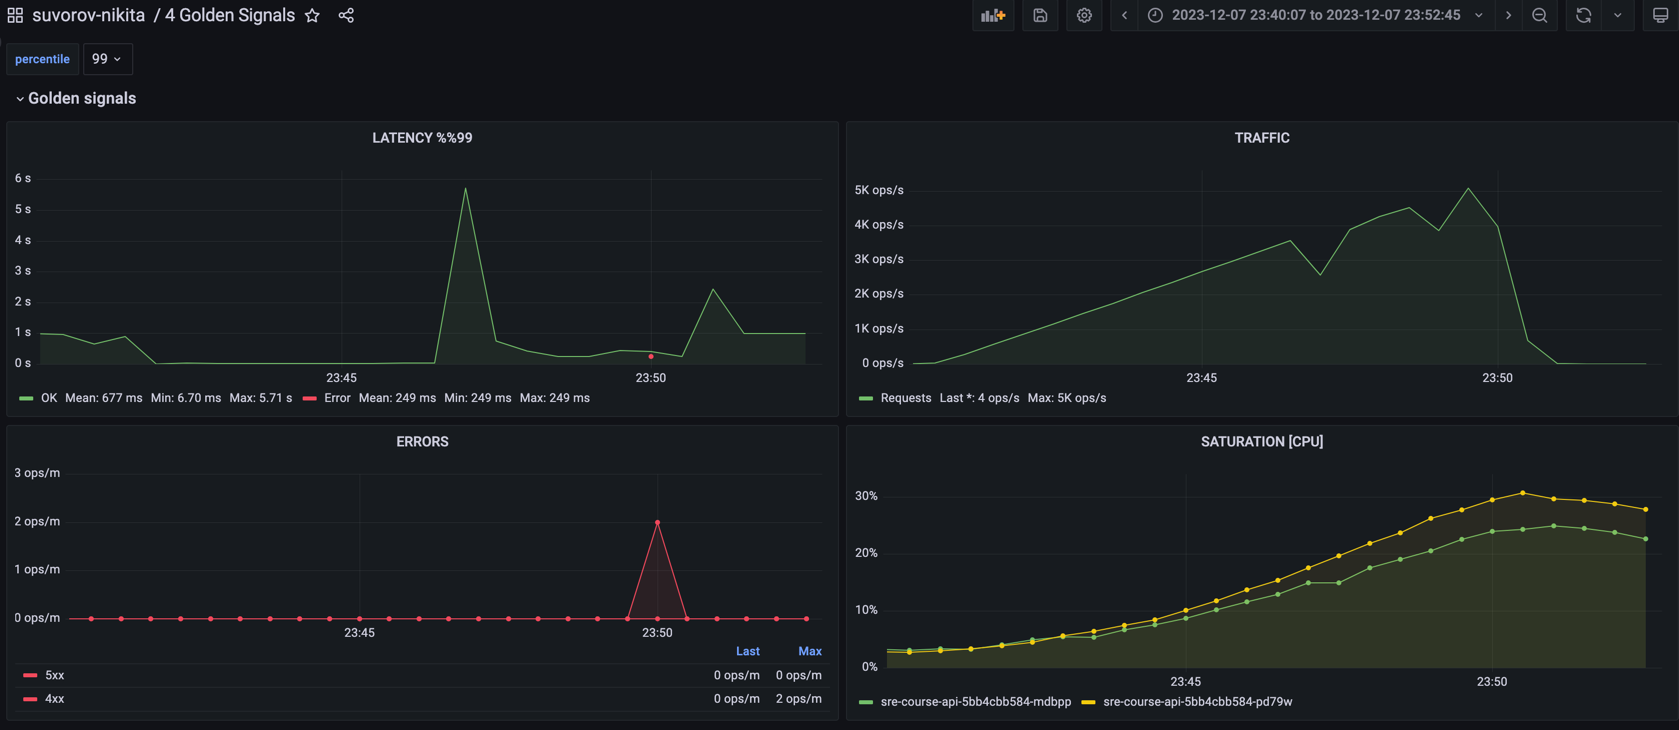 suvorov-nikita / 4 Golden Signals
2023-12-07 23:40:07 to 2023-12-07 23:52:45
percentile 99
Golden signals
LATENCY %%99
6 s
5 s
4 s
3 s
2 s
1 s
0 s
23:45 23:50
OK Mean: 677 ms Min: 6.70 ms Max: 5.71 s Error Mean: 249 ms Min: 249 ms Max: 249 ms
TRAFFIC
5K ops/s
4K ops/s
3K ops/s
2K ops/s
1K ops/s
0 ops/s
23:45 23:50
Requests Last *: 4 ops/s Max: 5K ops/s
ERRORS
3 ops/m
2 ops/m
1 ops/m
0 ops/m
23:45 23:50
Last Max
5xx 0 ops/m 0 ops/m
4xx 0 ops/m 2 ops/m
SATURATION [CPU]
30%
20%
10%
0%
23:45 23:50
sre-course-api-5bb4cbb584-mdbpp sre-course-api-5bb4cbb584-pd79w